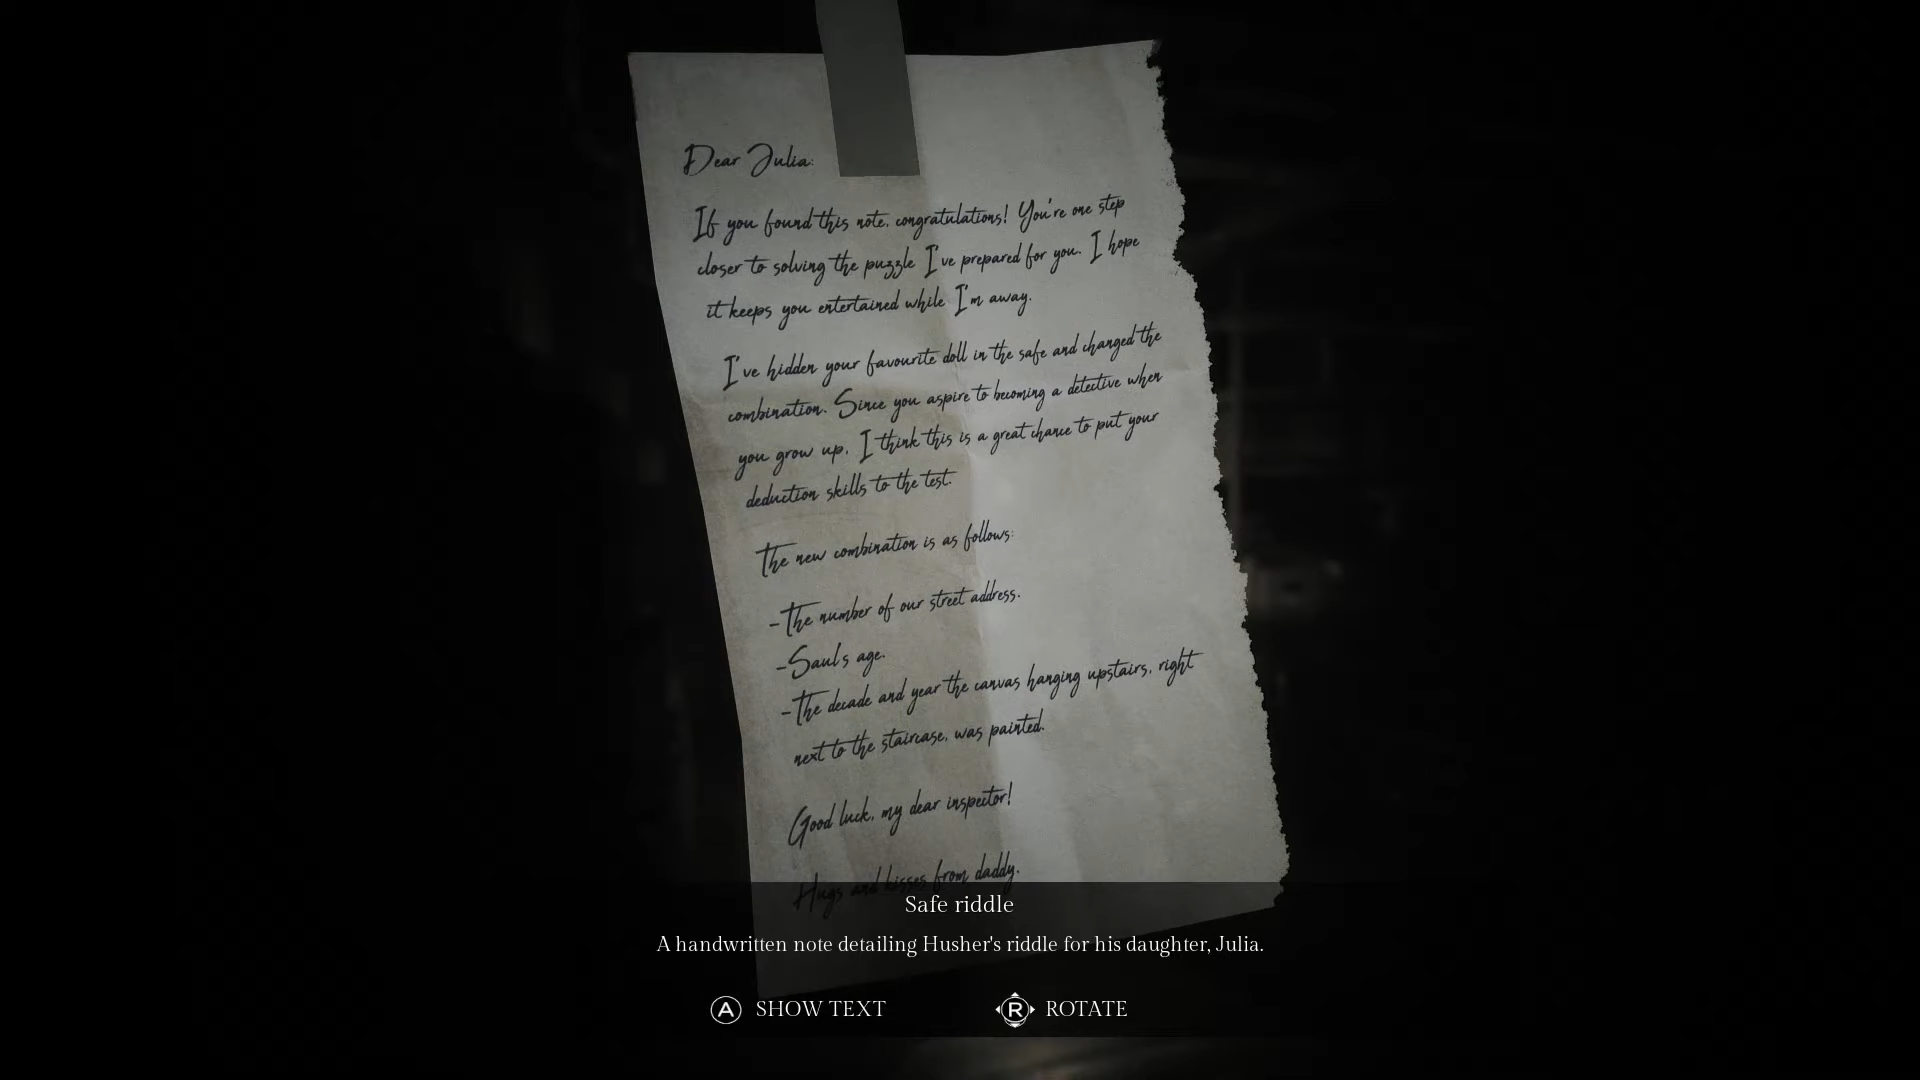 Dear Julia:
If you found this note, congratulations! You're one step
closer to solving the puzzle I've prepared for you. I hope
it keeps you entertained while I'm away.
I've hidden your favourite doll in the safe and changed the
combination. Since you aspire to becoming a detective when
you grow up, I think this is a great chance to put your
deduction skills to the test.
The new combination is as follows:
-The number of our street address.
-Saul's age.
-The decade and year the canvas hanging upstairs, right
next to the staircase, was painted.
Good luck, my dear inspector!
Hugs and kisses from daddy.
Safe riddle
A handwritten note detailing Husher's riddle for his daughter, Julia.
A SHOW TEXT R ROTATE